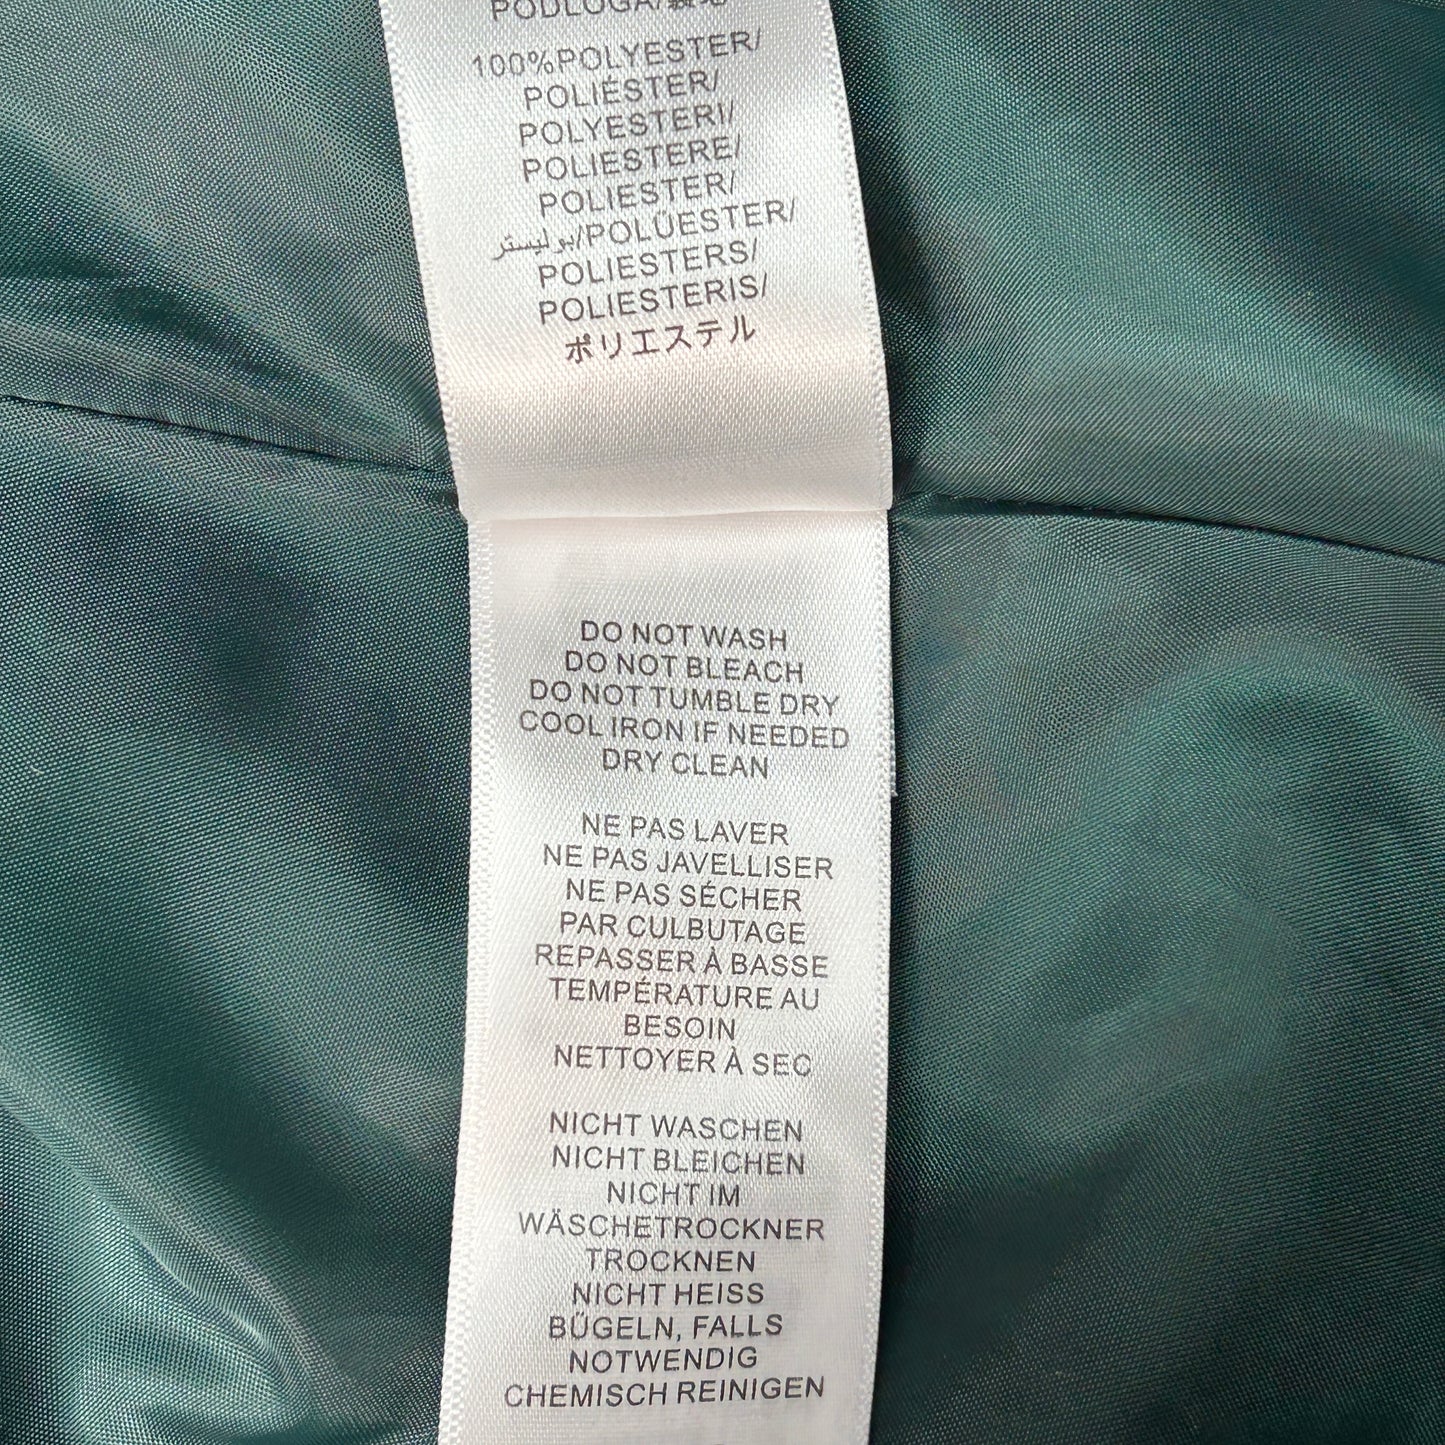 PODLOGA/裏地
100%POLYESTER/
POLIÉSTER/
POLYESTERI/
POLIESTERE/
POLIESTER/
بوليستر/POLÜESTER/
POLIESTERS/
POLIESTERIS/
ポリエステル
DO NOT WASH
DO NOT BLEACH
DO NOT TUMBLE DRY
COOL IRON IF NEEDED
DRY CLEAN
NE PAS LAVER
NE PAS JAVELLISER
NE PAS SÉCHER
PAR CULBUTAGE
REPASSER À BASSE
TEMPÉRATURE AU
BESOIN
NETTOYER À SEC
NICHT WASCHEN
NICHT BLEICHEN
NICHT IM
WÄSCHETROCKNER
TROCKNEN
NICHT HEISS
BÜGELN, FALLS
NOTWENDIG
CHEMISCH REINIGEN